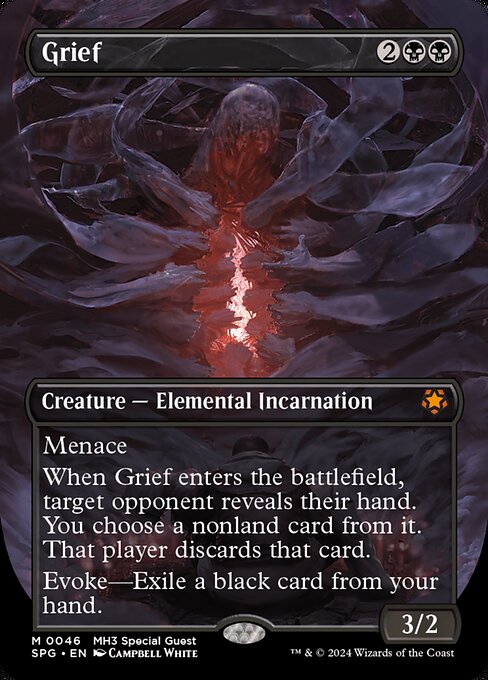 Grief 2
Creature — Elemental Incarnation
Menace
When Grief enters the battlefield,
target opponent reveals their hand.
You choose a nonland card from it.
That player discards that card.
Evoke—Exile a black card from your
hand.
3/2
M 0046 MH3 Special Guest
SPG • EN Campbell White ™ & © 2024 Wizards of the Coast